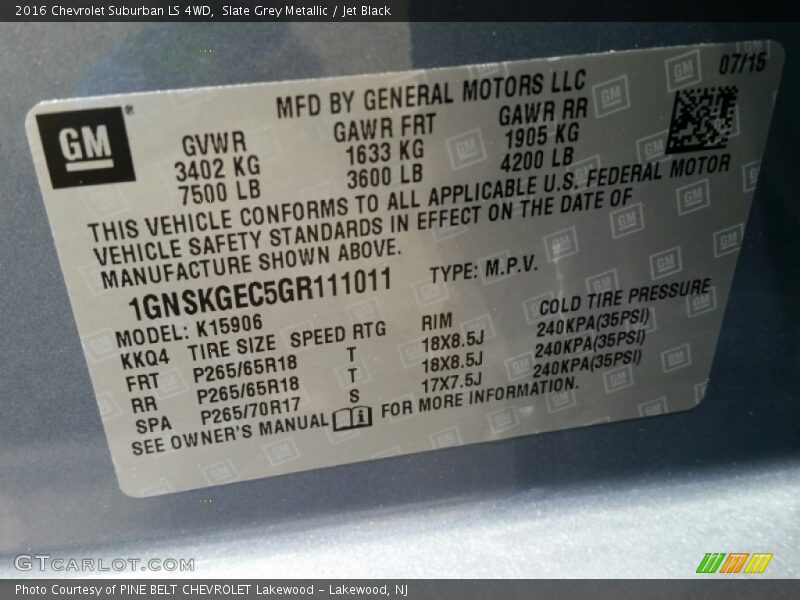 2016 Chevrolet Suburban LS 4WD, Slate Grey Metallic / Jet Black
07/15
MFD BY GENERAL MOTORS LLC
GM ®
GVWR GAWR FRT GAWR RR
3402 KG 1633 KG 1905 KG
7500 LB 3600 LB 4200 LB
THIS VEHICLE CONFORMS TO ALL APPLICABLE U.S. FEDERAL MOTOR
VEHICLE SAFETY STANDARDS IN EFFECT ON THE DATE OF
MANUFACTURE SHOWN ABOVE.
1GNSKGEC5GR111011 TYPE: M.P.V.
MODEL: K15906
KKQ4 TIRE SIZE SPEED RTG RIM COLD TIRE PRESSURE
FRT P265/65R18 T 18X8.5J 240KPA(35PSI)
RR P265/65R18 T 18X8.5J 240KPA(35PSI)
SPA P265/70R17 S 17X7.5J 240KPA(35PSI)
SEE OWNER'S MANUAL i FOR MORE INFORMATION.
GTCARLOT.COM
Photo Courtesy of PINE BELT CHEVROLET Lakewood - Lakewood, NJ